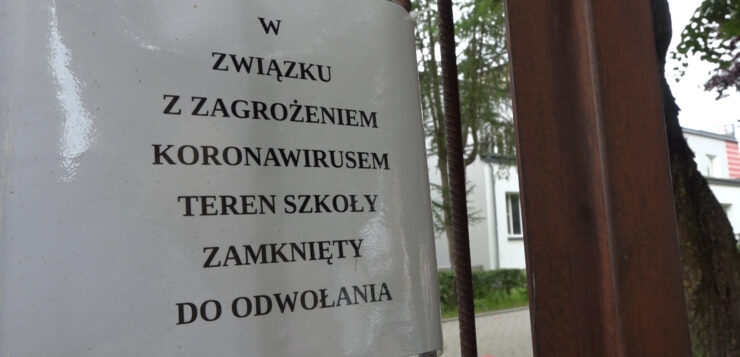 W
ZWIĄZKU
Z ZAGROŻENIEM
KORONAWIRUSEM
TEREN SZKOŁY
ZAMKNIĘTY
DO ODWOŁANIA